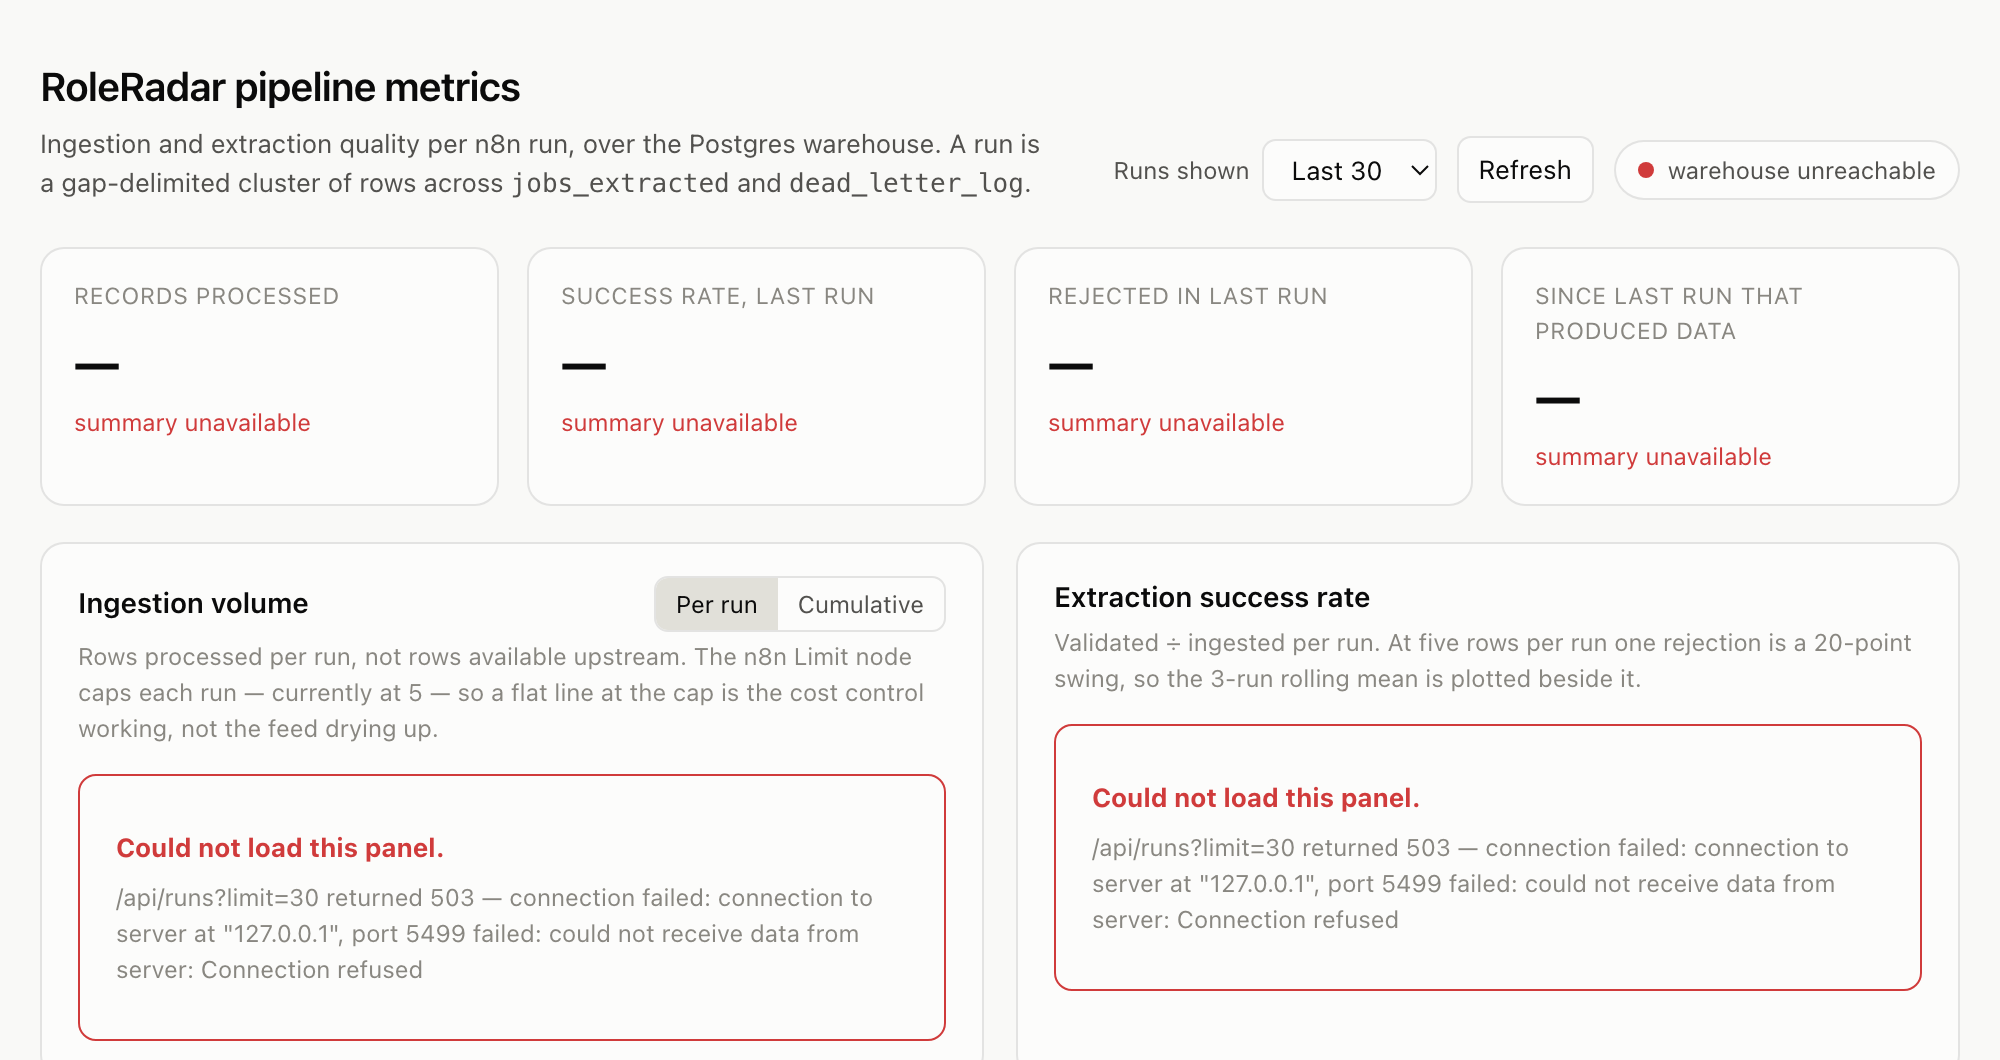 RoleRadar pipeline metrics
Ingestion and extraction quality per n8n run, over the Postgres warehouse. A run is
a gap-delimited cluster of rows across jobs_extracted and dead_letter_log.
Runs shown
Last 30
Refresh
warehouse unreachable
RECORDS PROCESSED
—
summary unavailable
SUCCESS RATE, LAST RUN
—
summary unavailable
REJECTED IN LAST RUN
—
summary unavailable
SINCE LAST RUN THAT
PRODUCED DATA
—
summary unavailable
Ingestion volume
Per run
Cumulative
Rows processed per run, not rows available upstream. The n8n Limit node
caps each run — currently at 5 — so a flat line at the cap is the cost control
working, not the feed drying up.
Could not load this panel.
/api/runs?limit=30 returned 503 — connection failed: connection to
server at "127.0.0.1", port 5499 failed: could not receive data from
server: Connection refused
Extraction success rate
Validated ÷ ingested per run. At five rows per run one rejection is a 20-point
swing, so the 3-run rolling mean is plotted beside it.
Could not load this panel.
/api/runs?limit=30 returned 503 — connection failed: connection to
server at "127.0.0.1", port 5499 failed: could not receive data from
server: Connection refused